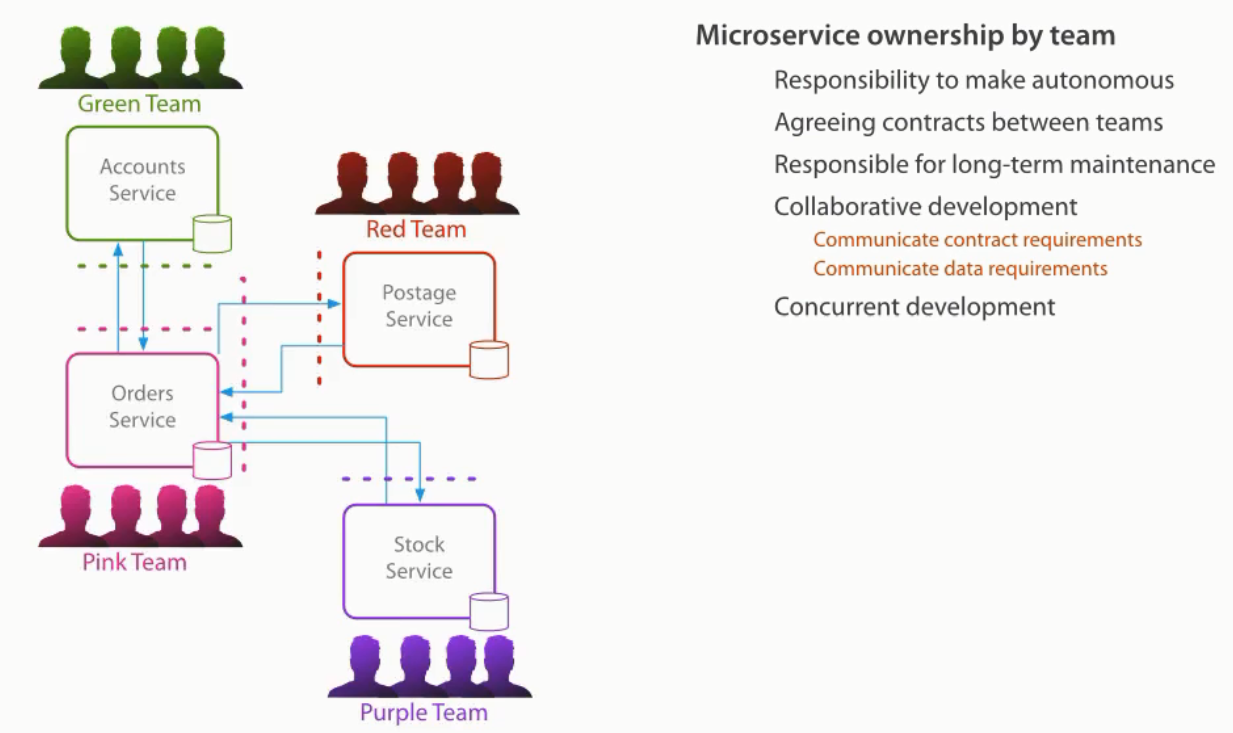 Green Team
Accounts
Service
Red Team
Postage
Service
Orders
Service
Pink Team
Stock
Service
Purple Team
Microservice ownership by team
Responsibility to make autonomous
Agreeing contracts between teams
Responsible for long-term maintenance
Collaborative development
Communicate contract requirements
Communicate data requirements
Concurrent development